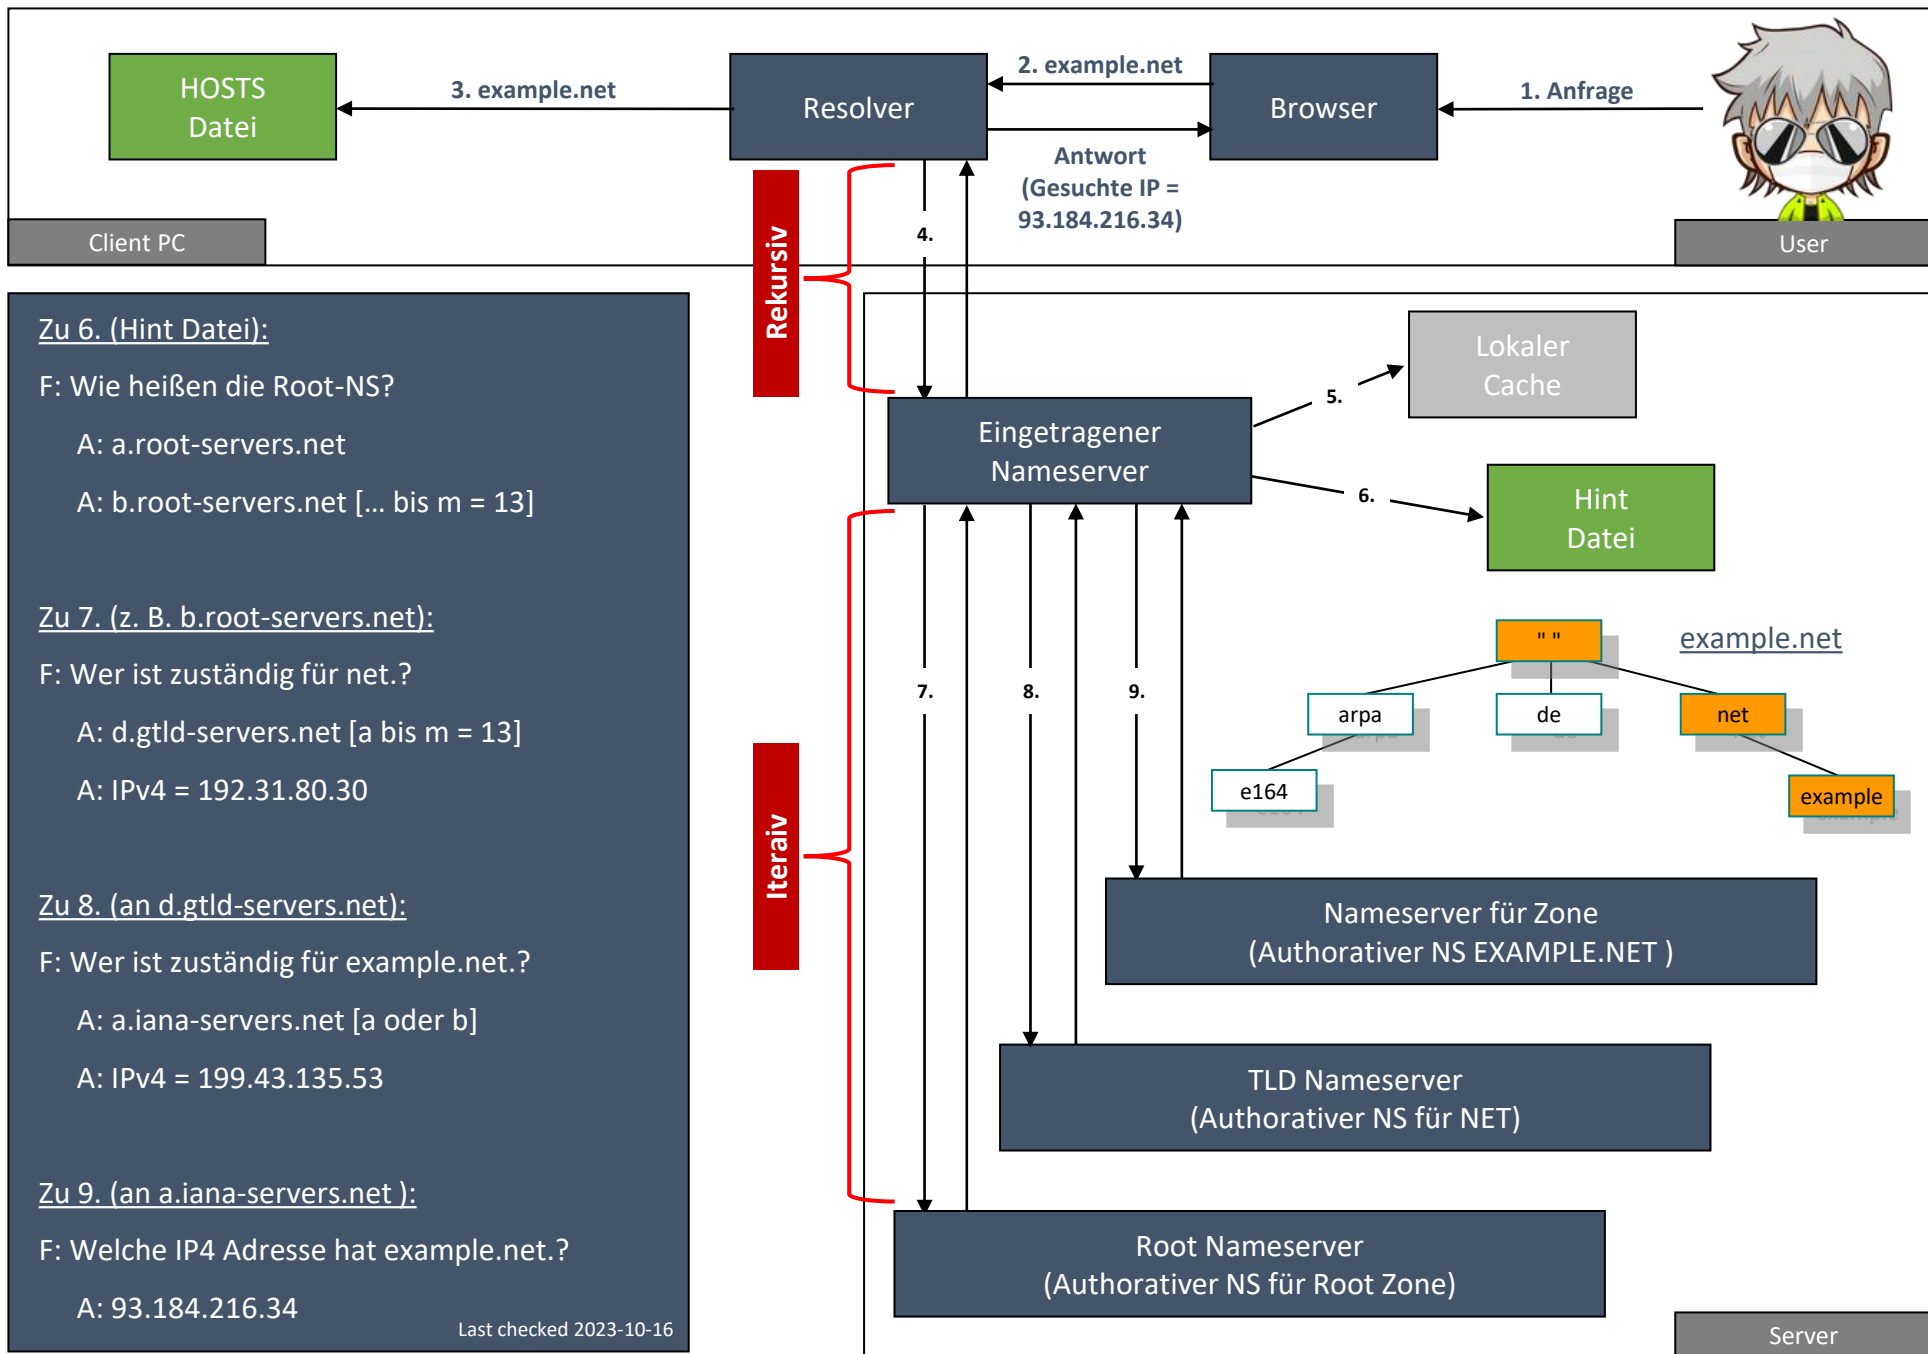 HOSTS
Datei
3. example.net
Resolver
2. example.net
Browser
1. Anfrage
Antwort
(Gesuchte IP =
93.184.216.34)
Client PC
User
Rekursiv
4.
Zu 6. (Hint Datei):
F: Wie heißen die Root-NS?
A: a.root-servers.net
A: b.root-servers.net [... bis m = 13]
Zu 7. (z. B. b.root-servers.net):
F: Wer ist zuständig für net.?
A: d.gtld-servers.net [a bis m = 13]
A: IPv4 = 192.31.80.30
Zu 8. (an d.gtld-servers.net):
F: Wer ist zuständig für example.net.?
A: a.iana-servers.net [a oder b]
A: IPv4 = 199.43.135.53
Zu 9. (an a.iana-servers.net ):
F: Welche IP4 Adresse hat example.net.?
A: 93.184.216.34
Last checked 2023-10-16
Lokaler
Cache
5.
Eingetragener
Nameserver
6.
Hint
Datei
" "
example.net
arpa
de
net
e164
example
7.
8.
9.
Iteraiv
Nameserver für Zone
(Authorativer NS EXAMPLE.NET )
TLD Nameserver
(Authorativer NS für NET)
Root Nameserver
(Authorativer NS für Root Zone)
Server